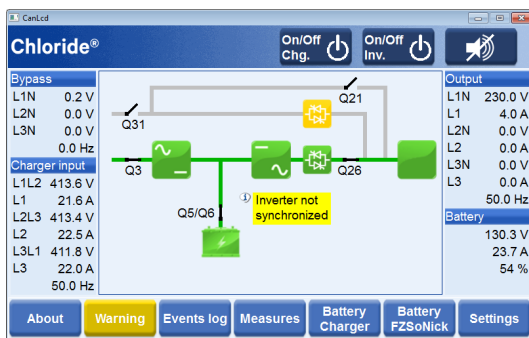 CanLcd
Chloride®
On/Off Chg.
On/Off Inv.
Bypass
L1N 0.2 V
L2N 0.0 V
L3N 0.0 V
0.0 Hz
Charger input
L1L2 413.6 V
L1 21.6 A
L2L3 413.4 V
L2 22.5 A
L3L1 411.8 V
L3 22.0 A
50.0 Hz
Q21
Q31
Q3
Q26
Q5/Q6
Inverter not
synchronized
Output
L1N 230.0 V
L1 4.0 A
L2N 0.0 V
L2 0.0 A
L3N 0.0 V
L3 0.0 A
50.0 Hz
Battery
130.3 V
23.7 A
54 %
About
Warning
Events log
Measures
Battery
Charger
Battery
FZSoNick
Settings